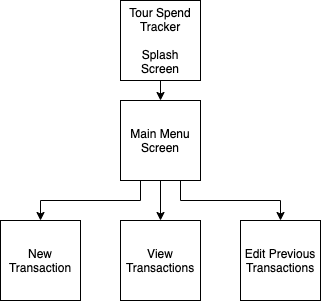 Tour Spend
Tracker
Splash
Screen
Main Menu
Screen
New
Transaction
View
Transactions
Edit Previous
Transactions